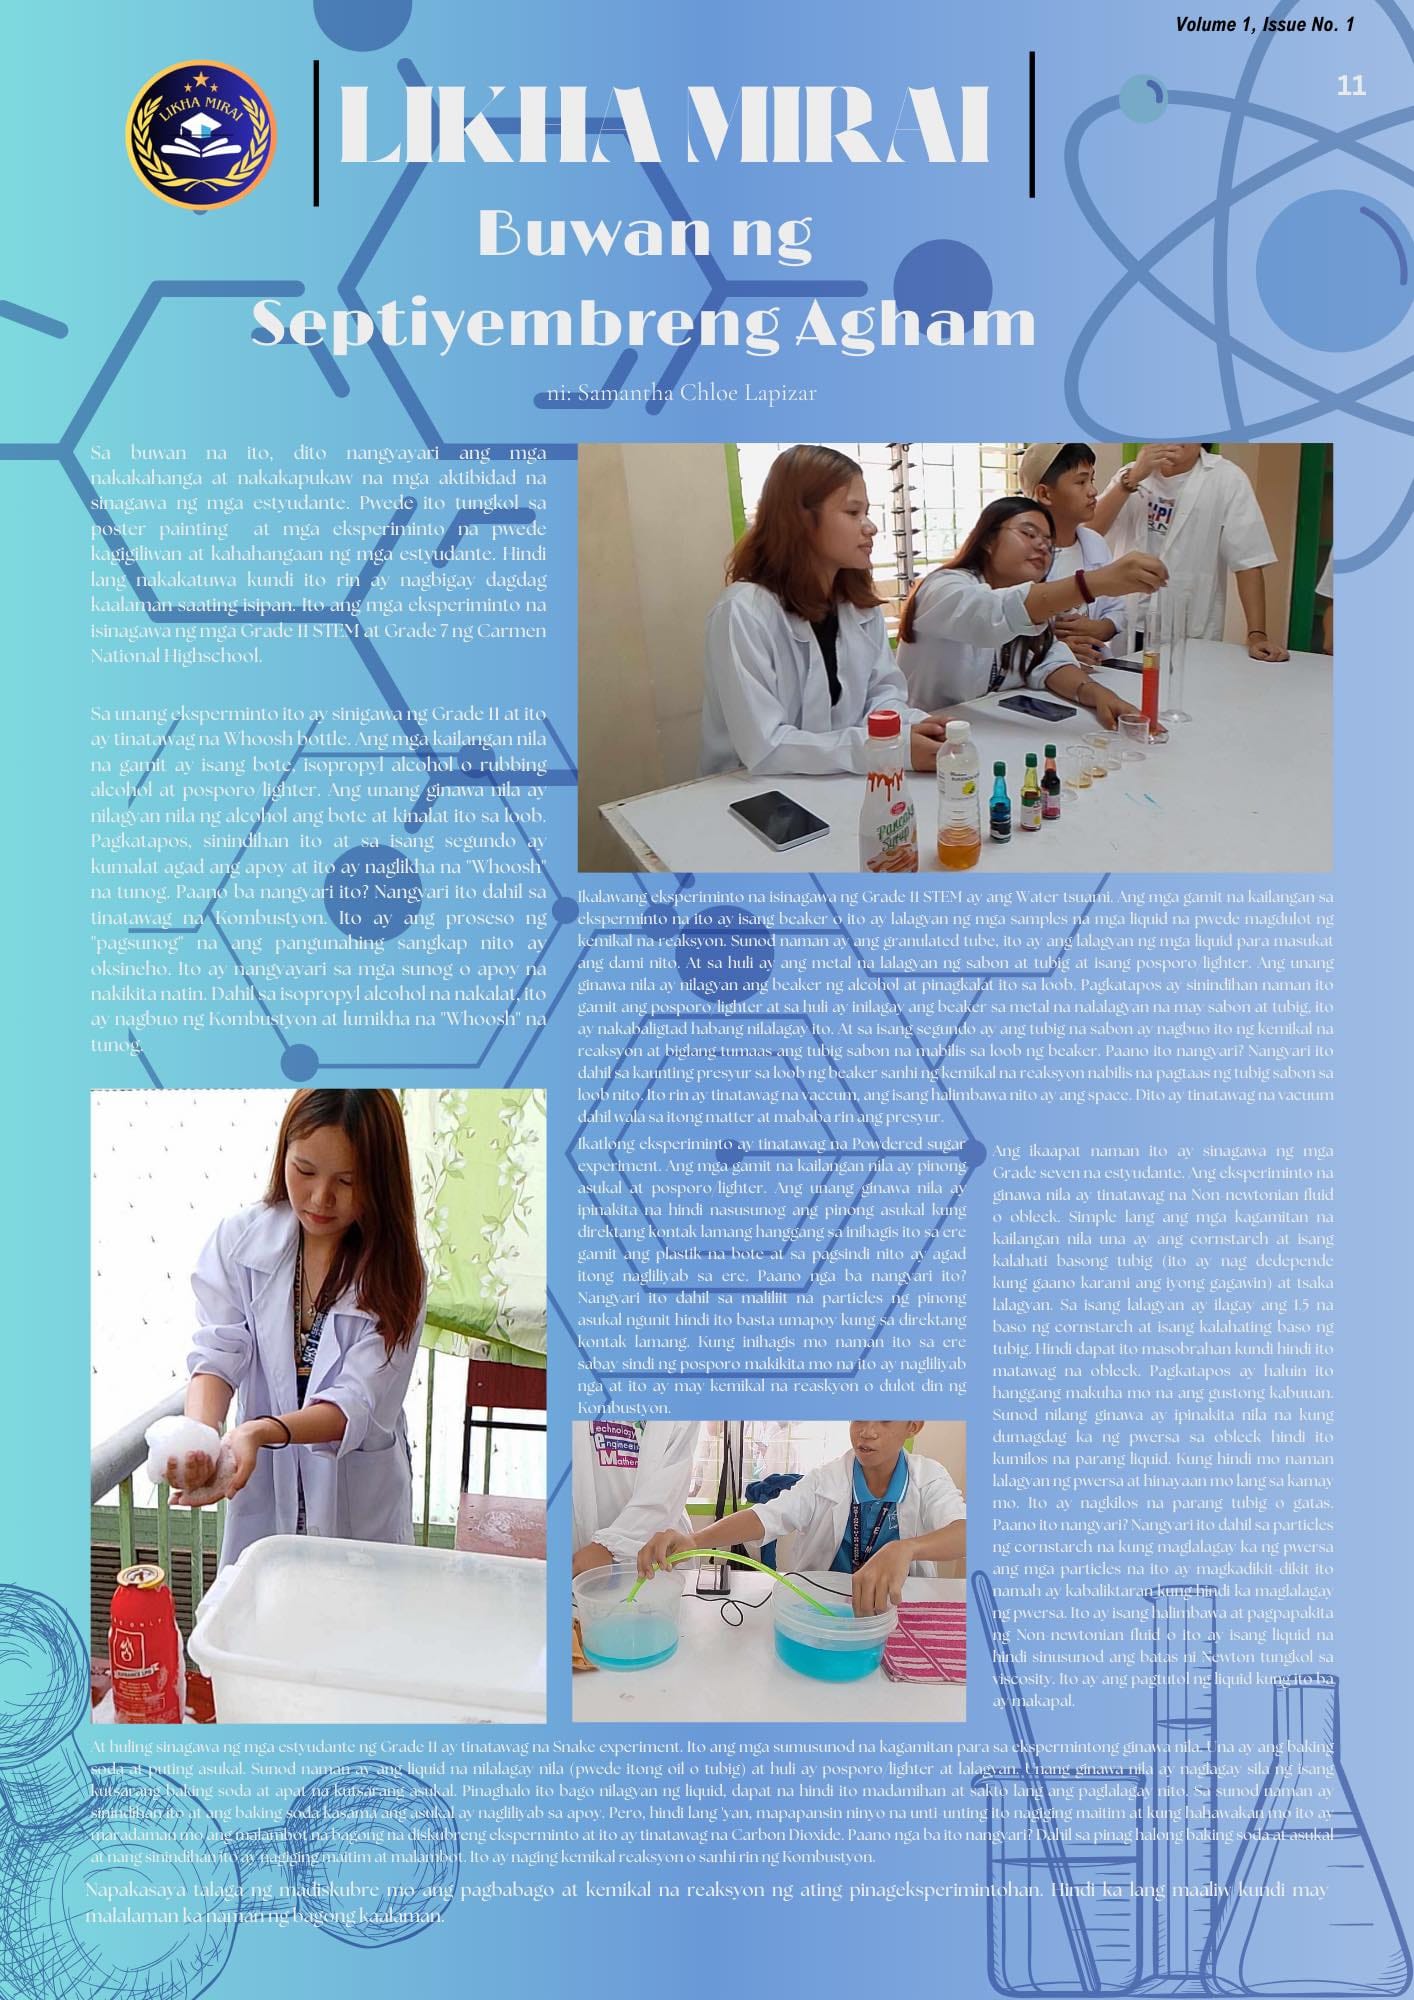 Volume 1, Issue No. 1
11
LIKHA MIRAI
LIKHA MIRAI
Buwan ng
Septiyembreng Agham
ni: Samantha Chloe Lapizar
Sa buwan na ito, dito nangyayari ang mga
nakakahanga at nakakapukaw na mga aktibidad na
sinagawa ng mga estyudante. Pwede ito tungkol sa
poster painting at mga eksperiminto na pwede
kagigiliwan at kahahangaan ng mga estyudante. Hindi
lang nakakatuwa kundi ito rin ay nagbigay dagdag
kaalaman saating isipan. Ito ang mga eksperiminto na
isinagawa ng mga Grade 11 STEM at Grade 7 ng Carmen
National Highschool.
Sa unang eksperminto ito ay sinigawa ng Grade 11 at ito
ay tinatawag na Whoosh bottle. Ang mga kailangan nila
na gamit ay isang bote, isopropyl alcohol o rubbing
alcohol at posporo/lighter. Ang unang ginawa nila ay
nilagyan nila ng alcohol ang bote at kinalat ito sa loob.
Pagkatapos, sinindihan ito at sa isang segundo ay
kumalat agad ang apoy at ito ay naglikha na "Whoosh"
na tunog. Paano ba nangyari ito? Nangyari ito dahil sa
tinatawag na Kombustyon. Ito ay ang proseso ng
"pagsunog" na ang pangunahing sangkap nito ay
oksineho. Ito ay nangyayari sa mga sunog o apoy na
nakikita natin. Dahil sa isopropyl alcohol na nakalat, ito
ay nagbuo ng Kombustyon at lumikha na "Whoosh" na
tunog.
Pancake
Syrup
Ikalawang eksperiminto na isinagawa ng Grade 11 STEM ay ang Water tsuami. Ang mga gamit na kailangan sa
eksperminto na ito ay isang beaker o ito ay lalagyan ng mga samples na mga liquid na pwede magdulot ng
kemikal na reaksyon. Sunod naman ay ang granulated tube, ito ay ang lalagyan ng mga liquid para masukat
ang dami nito. At sa huli ay ang metal na lalagyan ng sabon at tubig at isang posporo/lighter. Ang unang
ginawa nila ay nilagyan ang beaker ng alcohol at pinagkalat ito sa loob. Pagkatapos ay sinindihan naman ito
gamit ang posporo/lighter at sa huli ay inilagay ang beaker sa metal na nalalagyan na may sabon at tubig, ito
ay nakabaligtad habang nilalagay ito. At sa isang segundo ay ang tubig na sabon ay nagbuo ito ng kemikal na
reaksyon at biglang tumaas ang tubig sabon na mabilis sa loob ng beaker. Paano ito nangyari? Nangyari ito
dahil sa kaunting presyur sa loob ng beaker sanhi ng kemikal na reaksyon nabilis na pagtaas ng tubig sabon sa
loob nito. Ito rin ay tinatawag na vaccum, ang isang halimbawa nito ay ang space. Dito ay tinatawag na vacuum
dahil wala sa itong matter at mababa rin ang presyur.
Ikatlong eksperiminto ay tinatawag na Powdered sugar
experiment. Ang mga gamit na kailangan nila ay pinong
asukal at posporo/lighter. Ang unang ginawa nila ay
ipinakita na hindi nasusunog ang pinong asukal kung
direktang kontak lamang hanggang sa inihagis ito sa ere
gamit ang plastik na bote at sa pagsindi nito ay agad
itong nagliliyab sa ere. Paano nga ba nangyari ito?
Nangyari ito dahil sa maliliit na particles ng pinong
asukal ngunit hindi ito basta umapoy kung sa direktang
kontak lamang. Kung inihagis mo naman ito sa ere
sabay sindi ng posporo makikita mo na ito ay nagliliyab
nga at ito ay may kemikal na reaskyon o dulot din ng
Kombustyon.
Ang ikaapat naman ito ay sinagawa ng mga
Grade seven na estyudante. Ang eksperiminto na
ginawa nila ay tinatawag na Non-newtonian fluid
o obleck. Simple lang ang mga kagamitan na
kailangan nila una ay ang cornstarch at isang
kalahati basong tubig (ito ay nag dedepende
kung gaano karami ang iyong gagawin) at tsaka
lalagyan. Sa isang lalagyan ay ilagay ang 1.5 na
baso ng cornstarch at isang kalahating baso ng
tubig. Hindi dapat ito masobrahan kundi hindi ito
matawag na obleck. Pagkatapos ay haluin ito
hanggang makuha mo na ang gustong kabuuan.
Sunod nilang ginawa ay ipinakita nila na kung
dumagdag ka ng pwersa sa obleck hindi ito
kumilos na parang liquid. Kung hindi mo naman
lalagyan ng pwersa at hinayaan mo lang sa kamay
mo. Ito ay nagkilos na parang tubig o gatas.
Paano ito nangyari? Nangyari ito dahil sa particles
ng cornstarch na kung maglalagay ka ng pwersa
ang mga particles na ito ay magkadikit-dikit ito
namah ay kabaliktaran kung hindi ka maglalagay
ng pwersa. Ito ay isang halimbawa at pagpapakita
ng Non-newtonian fluid o ito ay isang liquid na
hindi sinusunod ang batas ni Newton tungkol sa
viscosity. Ito ay ang pagtutol ng liquid kung ito ba
ay makapal.
At huling sinagawa ng mga estyudante ng Grade 11 ay tinatawag na Snake experiment. Ito ang mga sumusunod na kagamitan para sa ekspermintong ginawa nila. Una ay ang baking
soda at puting asukal. Sunod naman ay ang liquid na nilalagay nila (pwede itong oil o tubig) at huli ay posporo/lighter at lalagyan. Unang ginawa nila ay naglagay sila ng isang
kutsarang baking soda at apat na kutsarang asukal. Pinaghalo ito bago nilagyan ng liquid, dapat na hindi ito madamihan at sakto lang ang paglalagay nito. Sa sunod naman ay
sinindihan ito at ang baking soda kasama ang asukal ay nagliliyab sa apoy. Pero, hindi lang 'yan, mapapansin ninyo na unti-unting ito nagiging maitim at kung hahawakan mo ito ay
maradaman mo ang malambot na bagong na diskubreng eksperminto at ito ay tinatawag na Carbon Dioxide. Paano nga ba ito nangyari? Dahil sa pinag halong baking soda at asukal
at nang sinindihan ito ay nagiging maitim at malambot. Ito ay naging kemikal reaksyon o sanhi rin ng Kombustyon.
Napakasaya talaga ng madiskubre mo ang pagbabago at kemikal na reaksyon ng ating pinageksperimintohan. Hindi ka lang maaliw kundi may
malalaman ka naman ng bagong kaalaman.